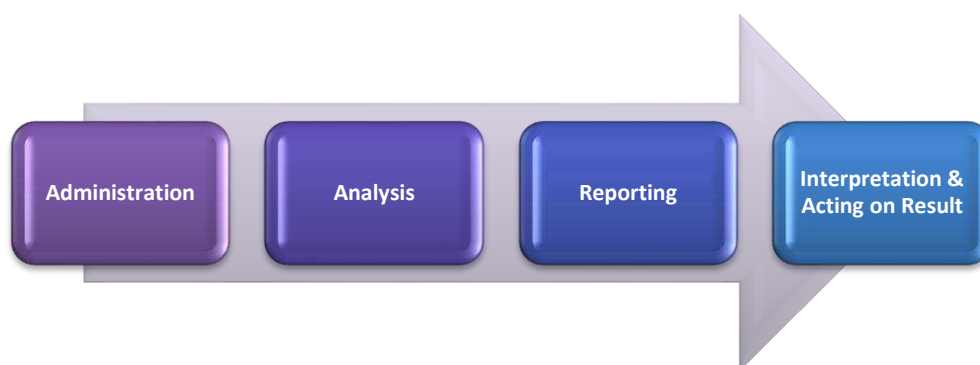 Administration
Analysis
Reporting
Interpretation &
Acting on Result